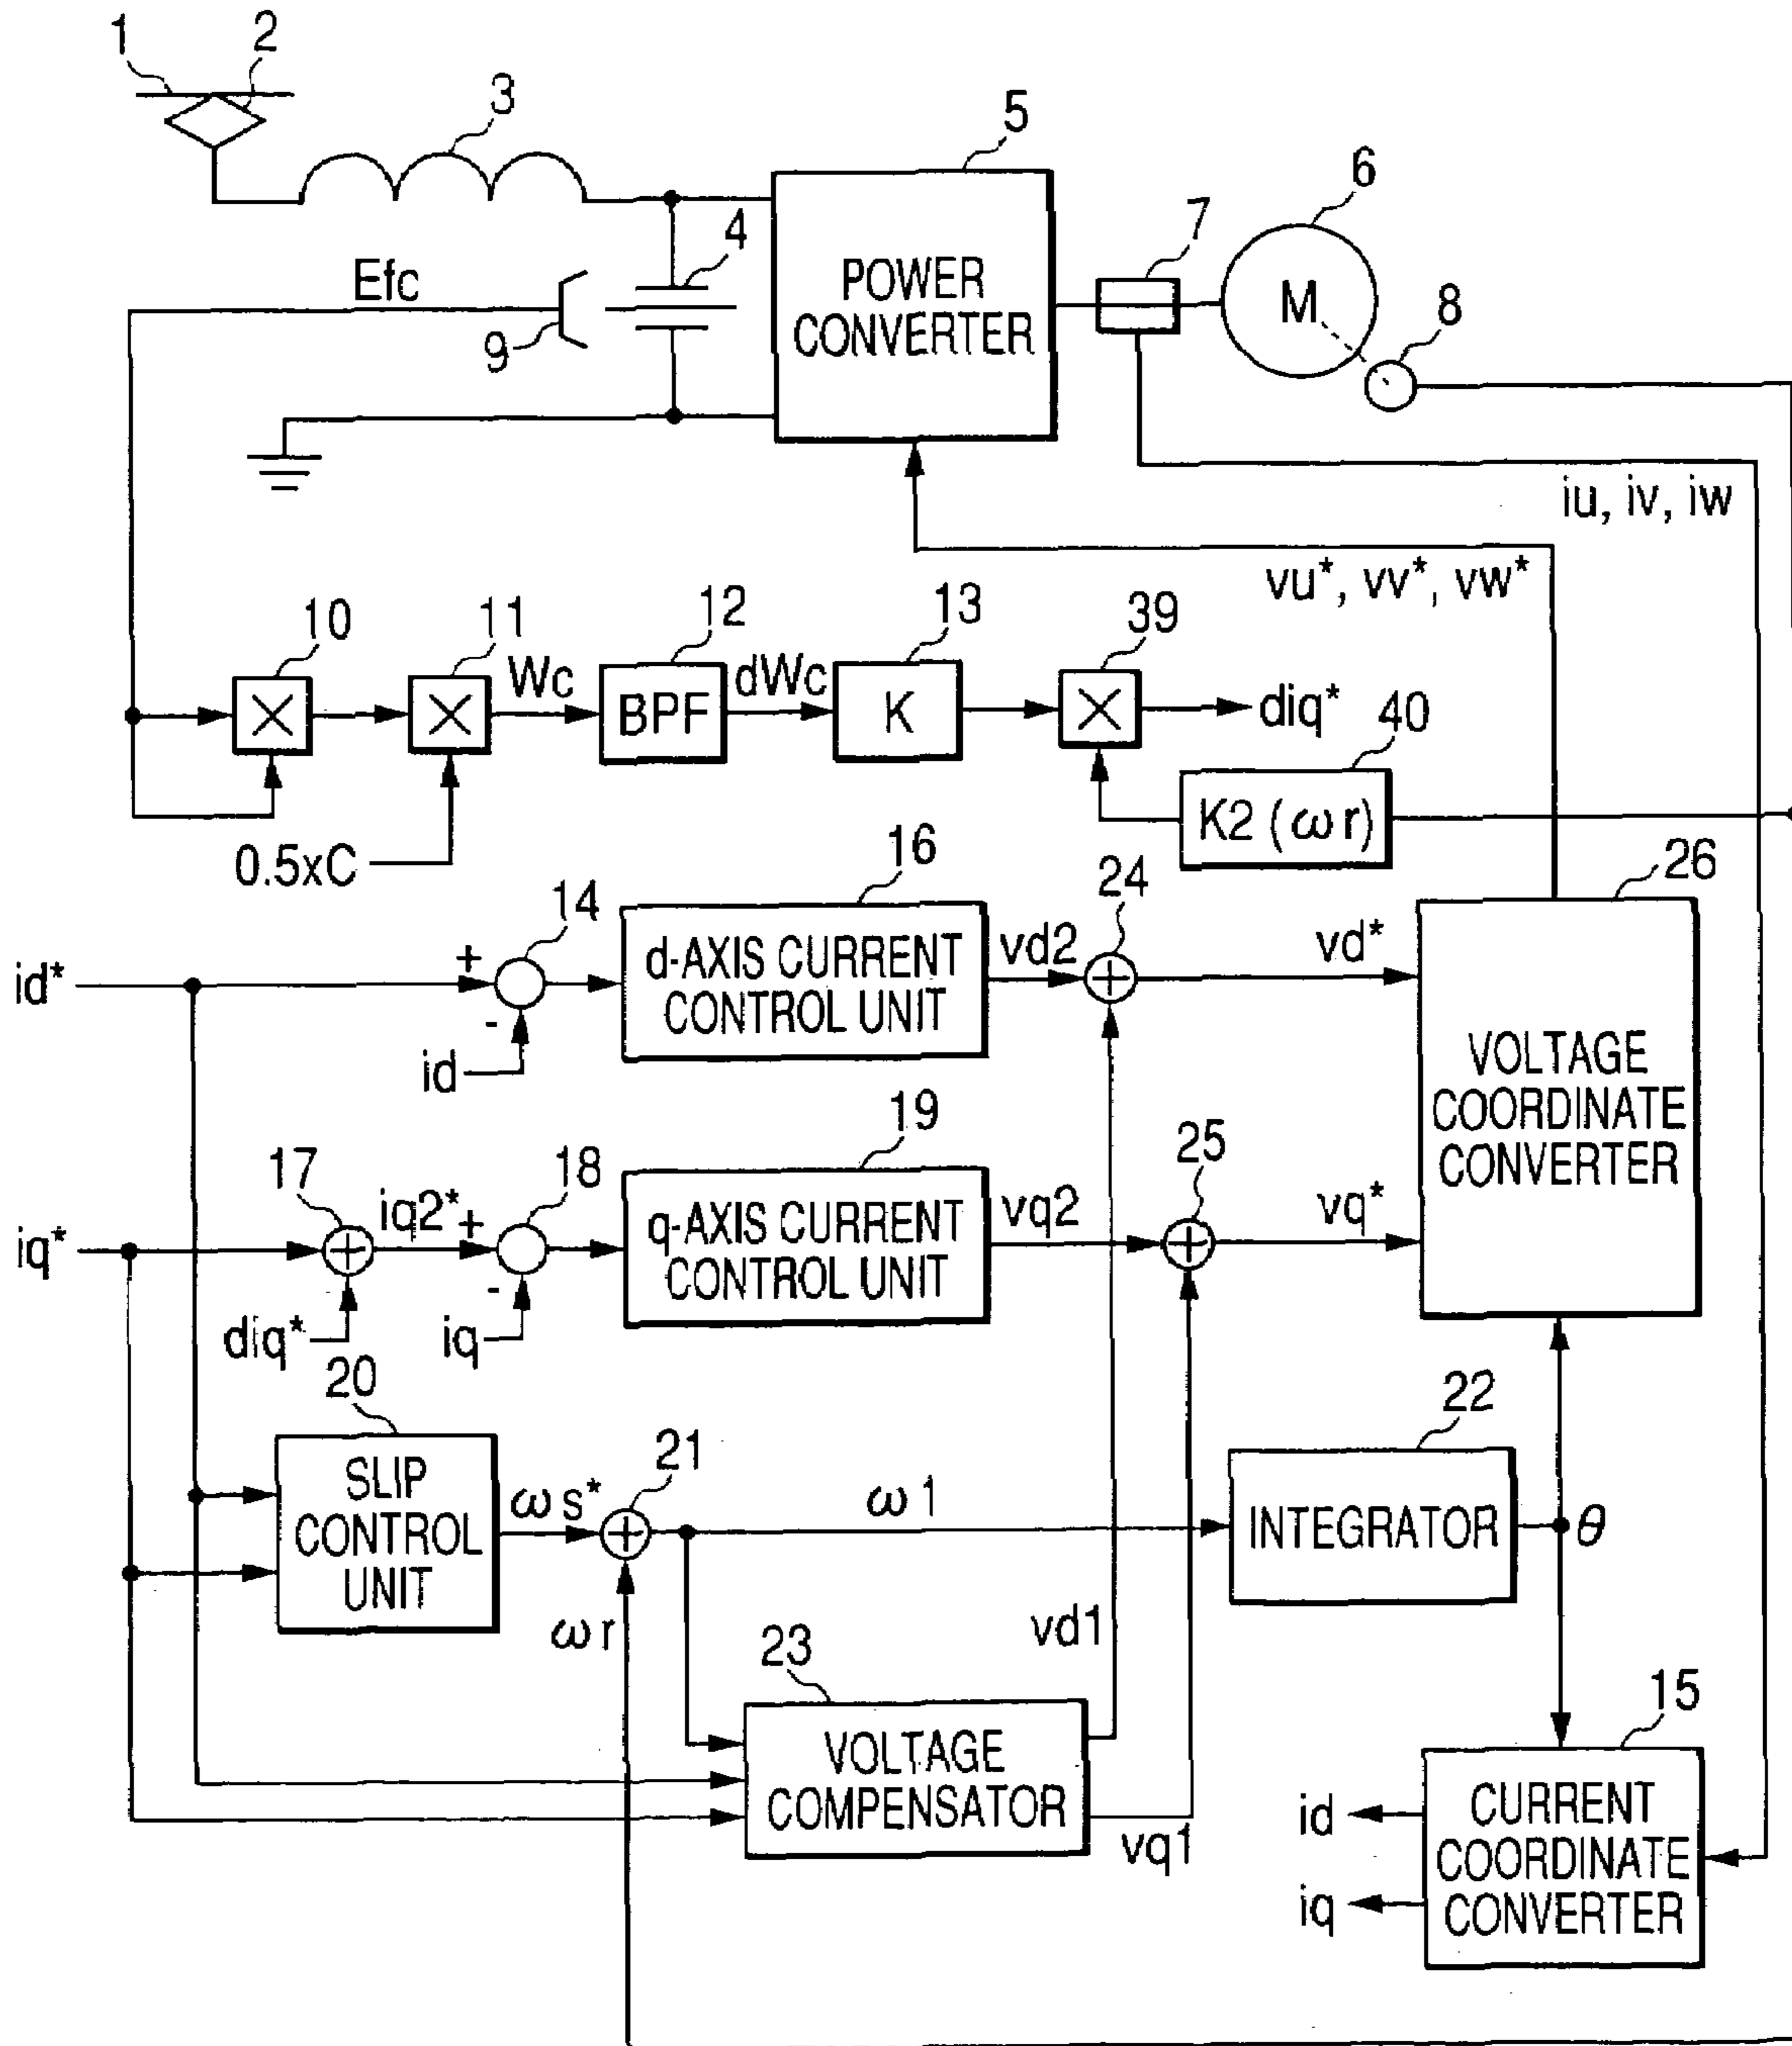 1
2
3
5
6
7
4
8
Efc
9
POWER
CONVERTER
M
iu, iv, iw
vu*, vv*, vw*
10
11
12
13
39
Wc
BPF
dWc
K
diq*
40
K2 (ωr)
0.5xC
14
16
24
26
id*
+
-
id
d-AXIS CURRENT
CONTROL UNIT
vd2
vd*
VOLTAGE
COORDINATE
CONVERTER
17
18
19
25
iq*
iq2*
+
-
diq*
iq
q-AXIS CURRENT
CONTROL UNIT
vq2
vq*
20
21
22
SLIP
CONTROL
UNIT
ωs*
ω1
INTEGRATOR
θ
ωr
23
vd1
15
VOLTAGE
COMPENSATOR
vq1
id
iq
CURRENT
COORDINATE
CONVERTER